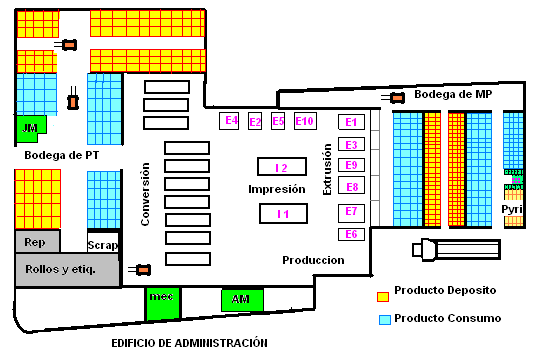 Bodega de MP
E4
E2
E5
E10
E1
JM
E3
Bodega de PT
Conversión
Extrusión
E9
I 2
Impresión
E8
I 1
E7
Pyri
E6
Rep
Scrap
Rollos y etiq.
Produccion
mec
AM
Producto Deposito
Producto Consumo
EDIFICIO DE ADMINISTRACIÓN